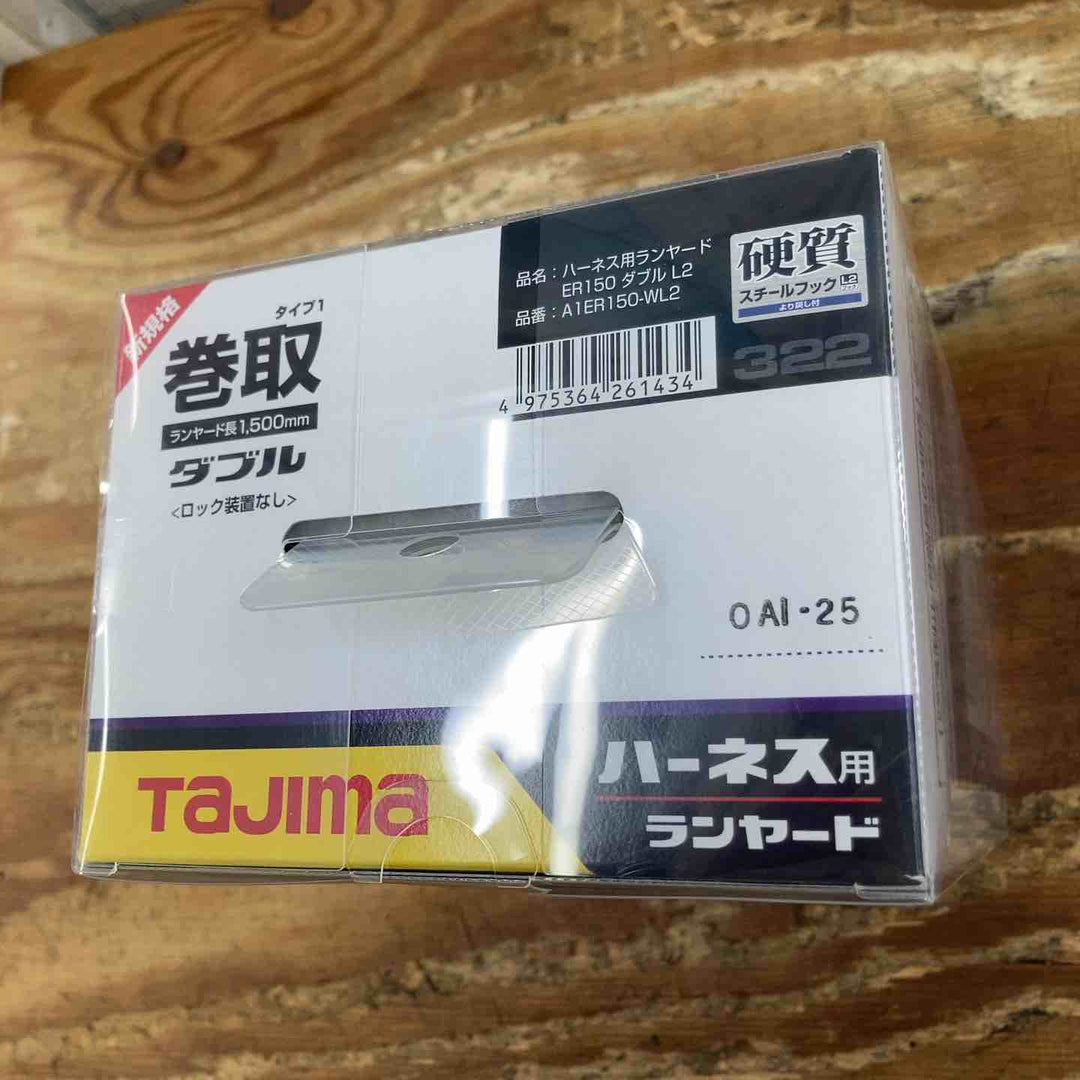 新規格
タイプ1
巻取
ランヤード長1,500mm
ダブル
<ロック装置なし>
品名：ハーネス用ランヤード
ER150 ダブル L2
品番：A1ER150-WL2
4 975364 261434
硬質
スチールフック L2
より戻し付
322
0AI·25
TAJIMA
ハーネス用
ランヤード